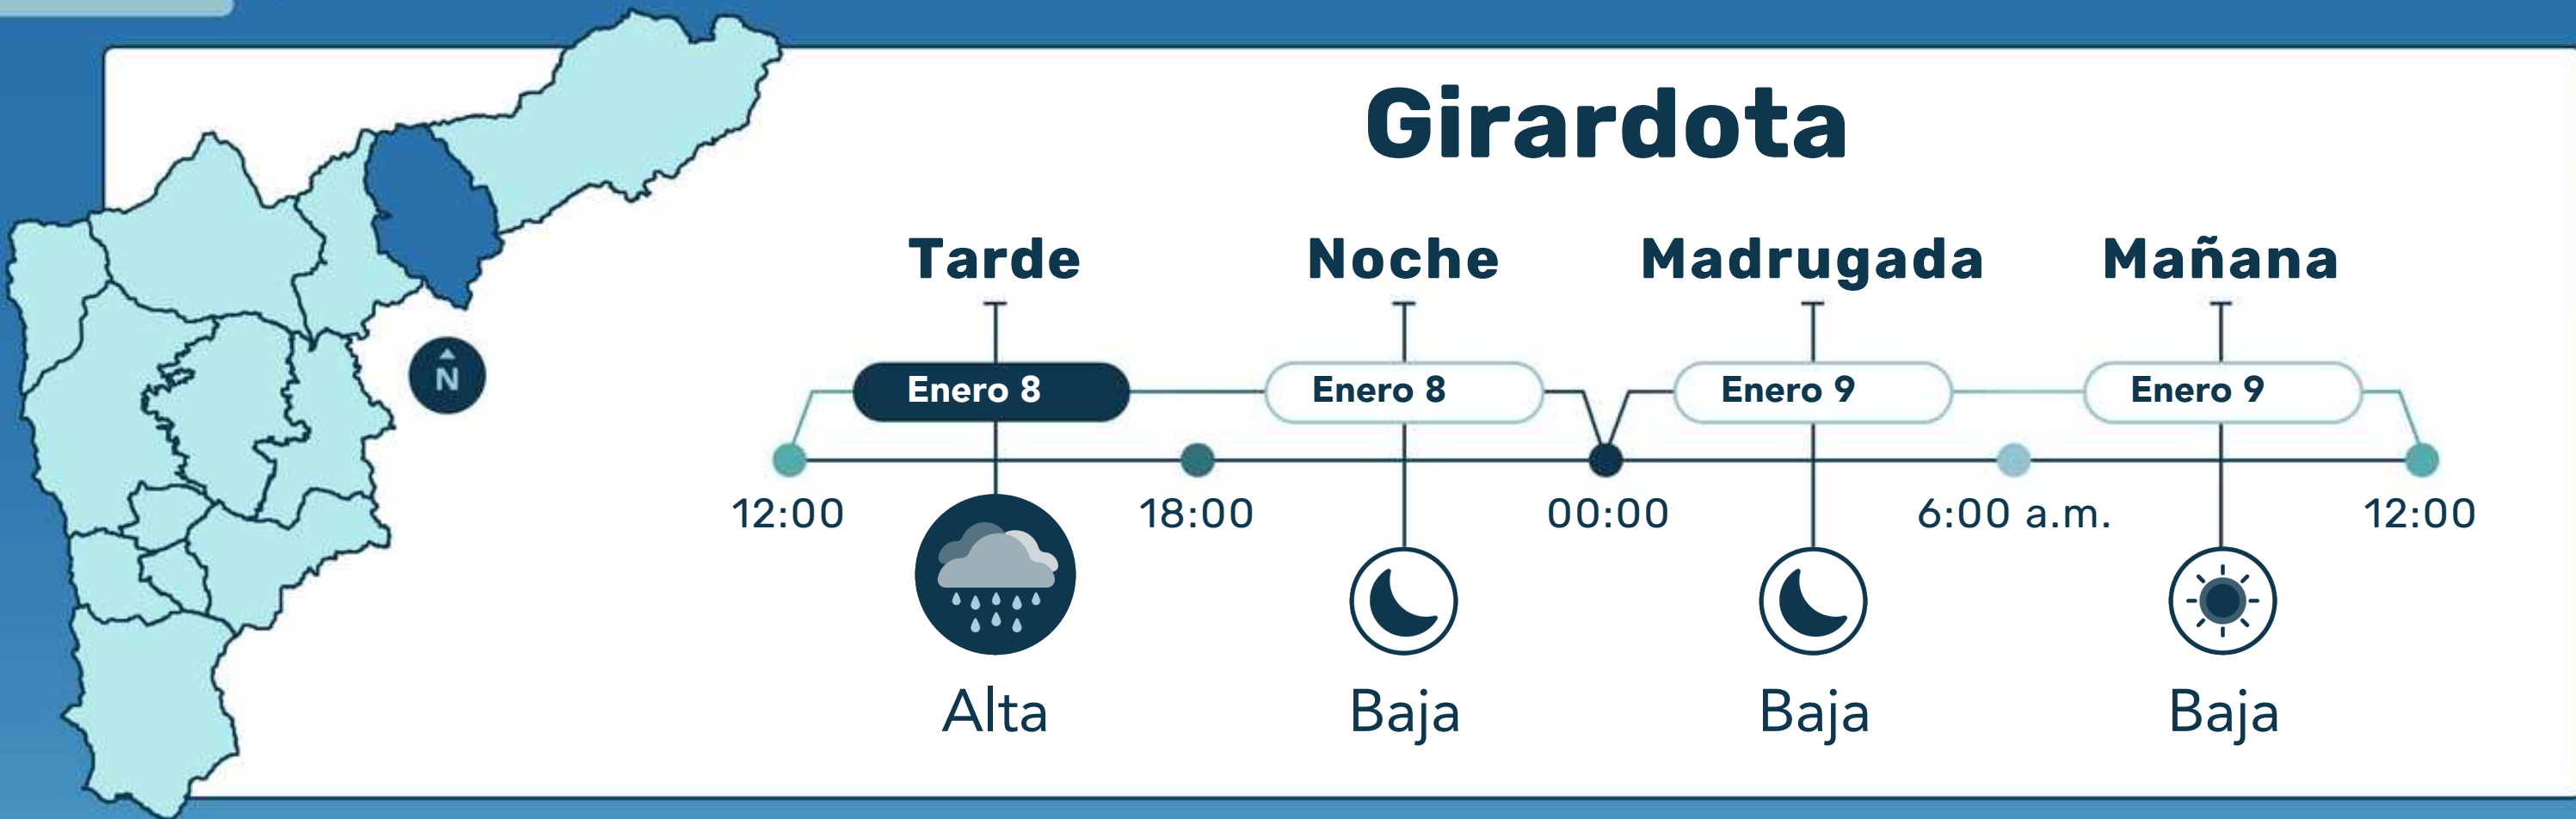 Girardota
Tarde Noche Madrugada Mañana
Enero 8 Enero 8 Enero 9 Enero 9
N
12:00 18:00 00:00 6:00 a.m. 12:00
Alta Baja Baja Baja